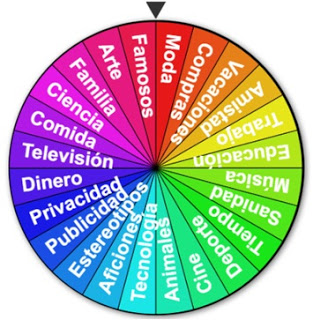 Moda
Compras
Vacaciones
Amistad
Trabajo
Educación
Música
Sanidad
Tiempo
Deporte
Cine
Animales
Tecnología
Aficiones
Estereotipos
Publicidad
Privacidad
Dinero
Televisión
Comida
Ciencia
Familia
Arte
Famosos